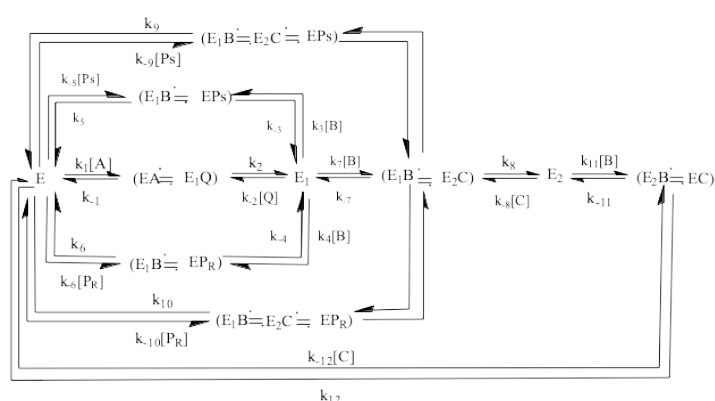 k9
(E1B⇌E2C⇌ EPs)
k-9[Ps]
k-5[Ps]
(E1B⇌ EPs)
k5
k-3
k3[B]
k1[A]
k2
k7[B]
k8
k11[B]
E
(EA⇌ E1Q)
E1
(E1B⇌ E2C)
E2
(E2B⇌EC)
k-1
k-2[Q]
k-7
k-8[C]
k-11
k-4
k4[B]
k6
(E1B⇌ EPR)
k-6[PR]
k10
(E1B⇌E2C⇌ EPR)
k-10[PR]
k-12[C]
k12